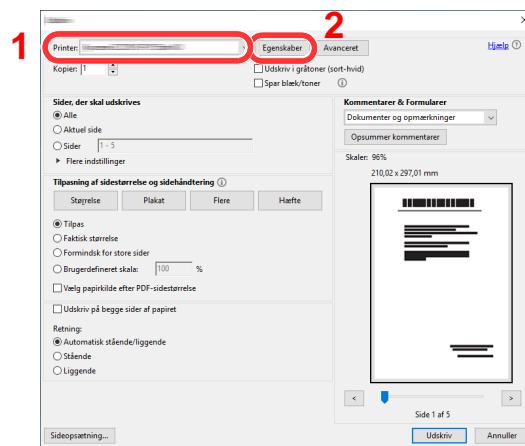 1
2
Printer:
Egenskaber
Avanceret
Hjælp
Kopier: 1
Udskriv i gråtoner (sort-hvid)
Spar blæk/toner
Sider, der skal udskrives
Alle
Aktuel side
Sider 1 - 5
Flere indstillinger
Tilpasning af sidestørrelse og sidehåndtering
Størrelse
Plakat
Flere
Hæfte
Tilpas
Faktisk størrelse
Formindsk for store sider
Brugerdefineret skala: 100 %
Vælg papirkilde efter PDF-sidestørrelse
Udskriv på begge sider af papiret
Retning:
Automatisk stående/liggende
Stående
Liggende
Kommentarer & Formularer
Dokumenter og opmærkninger
Opsummer kommentarer
Skaler: 96%
210,02 x 297,01 mm
<
>
Side 1 af 5
Sideopsætning...
Udskriv
Annuller